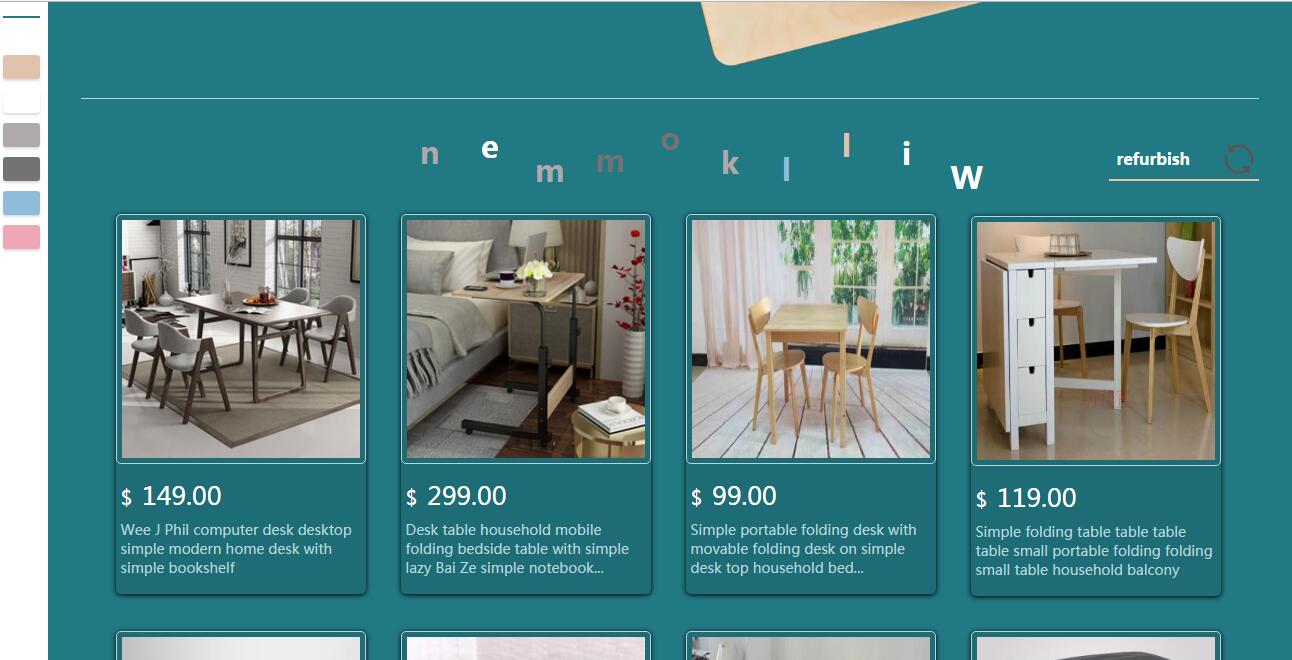 n e m m o k l l i w
refurbish
$ 149.00
Wee J Phil computer desk desktop
simple modern home desk with
simple bookshelf
$ 299.00
Desk table household mobile
folding bedside table with simple
lazy Bai Ze simple notebook...
$ 99.00
Simple portable folding desk with
movable folding desk on simple
desk top household bed...
$ 119.00
Simple folding table table table
table small portable folding folding
small table household balcony